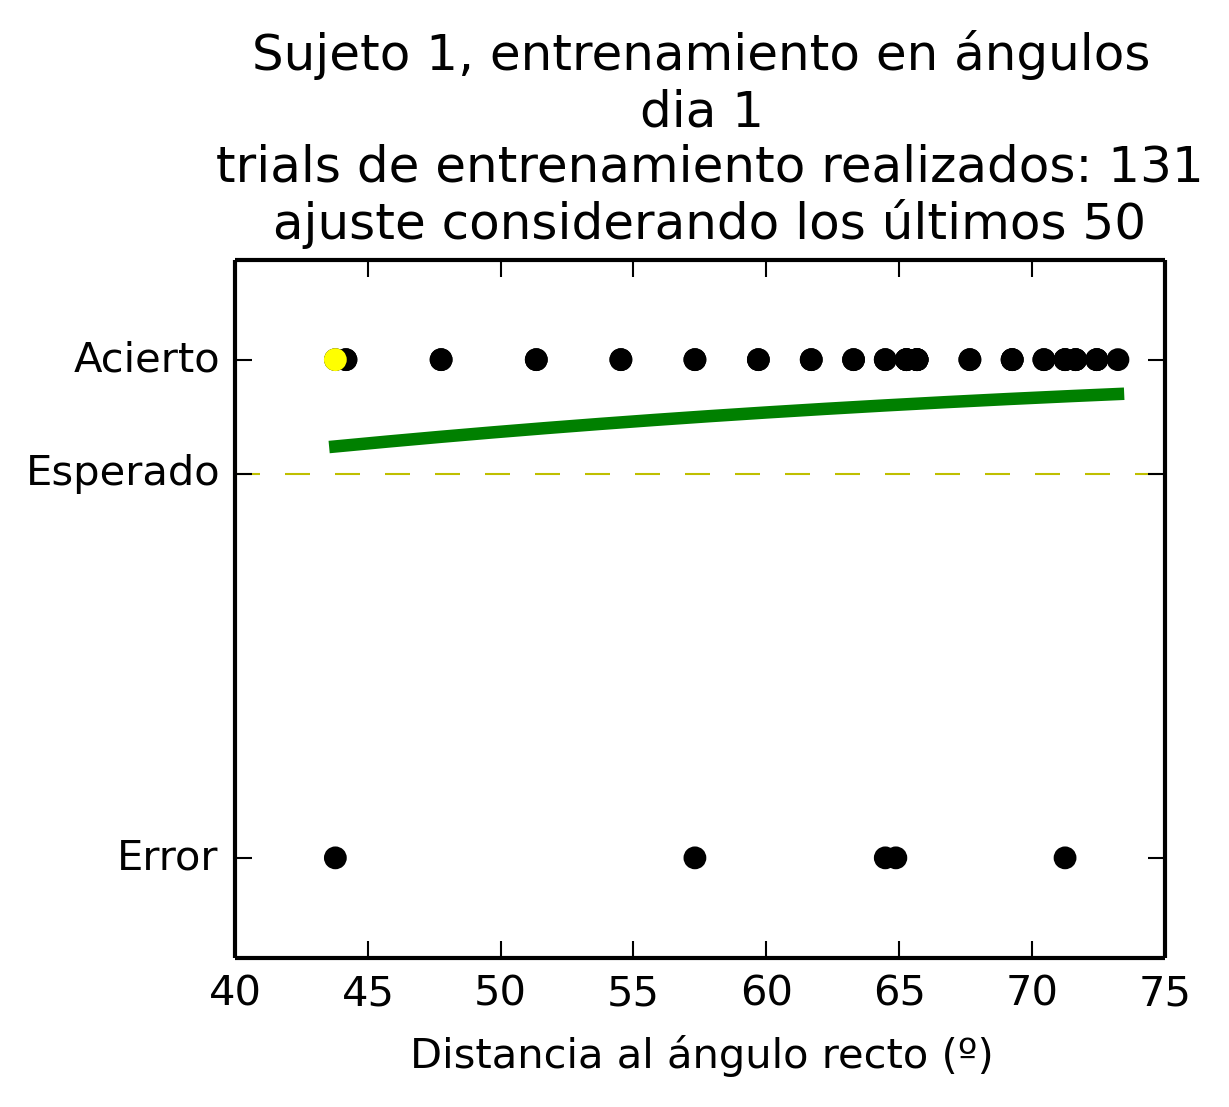 Sujeto 1, entrenamiento en ángulos
dia 1
trials de entrenamiento realizados: 131
ajuste considerando los últimos 50
Acierto
Esperado
Error
40 45 50 55 60 65 70 75
Distancia al ángulo recto (º)